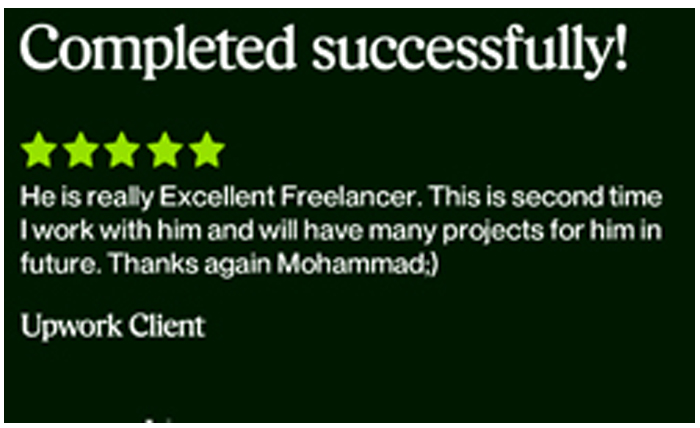 Completed successfully!
He is really Excellent Freelancer. This is second time
I work with him and will have many projects for him in
future. Thanks again Mohammad;)
Upwork Client